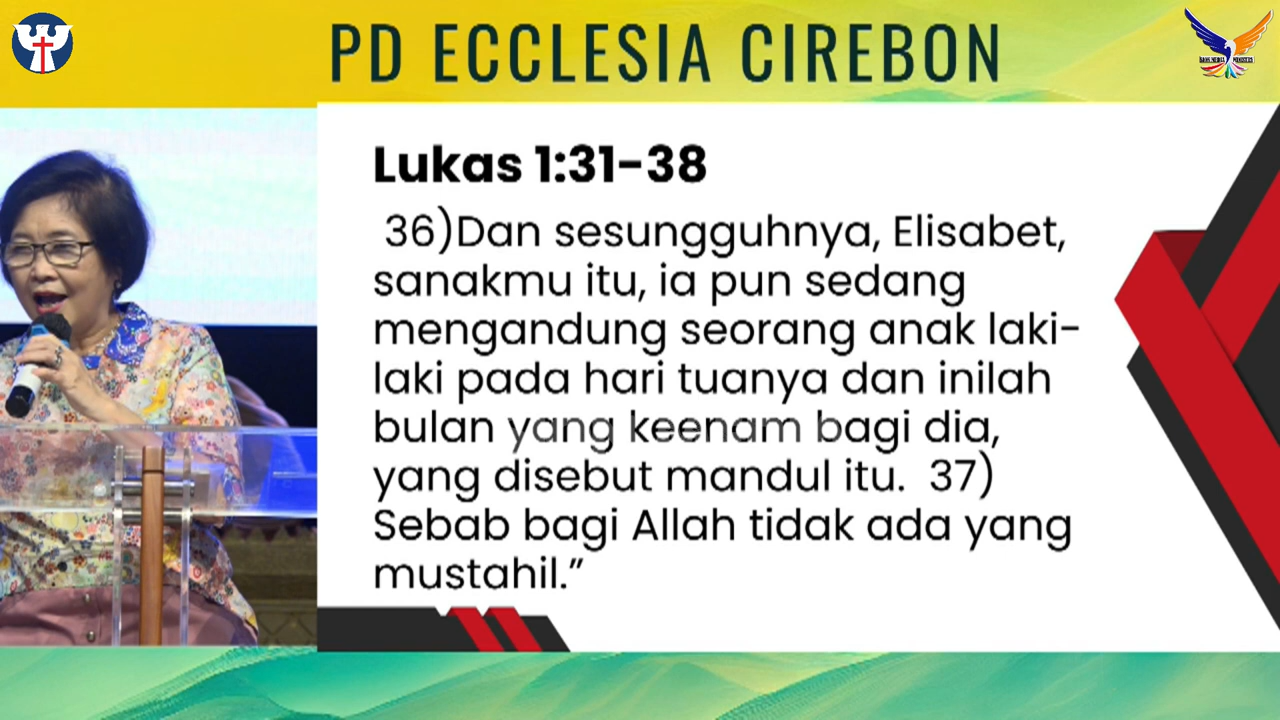 PD ECCLESIA CIREBON
Lukas 1:31-38
36)Dan sesungguhnya, Elisabet,
sanakmu itu, ia pun sedang
mengandung seorang anak laki-
laki pada hari tuanya dan inilah
bulan yang keenam bagi dia,
yang disebut mandul itu. 37)
Sebab bagi Allah tidak ada yang
mustahil.”